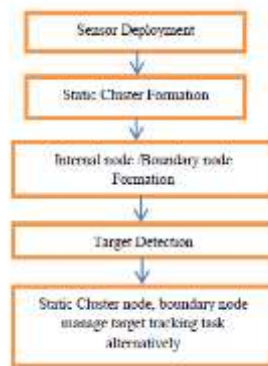 Sensor Deployment
Static Cluster Formation
Internal node /Boundary node
Formation
Target Detection
Static Cluster node, boundary node
manage target tracking task
alternatively